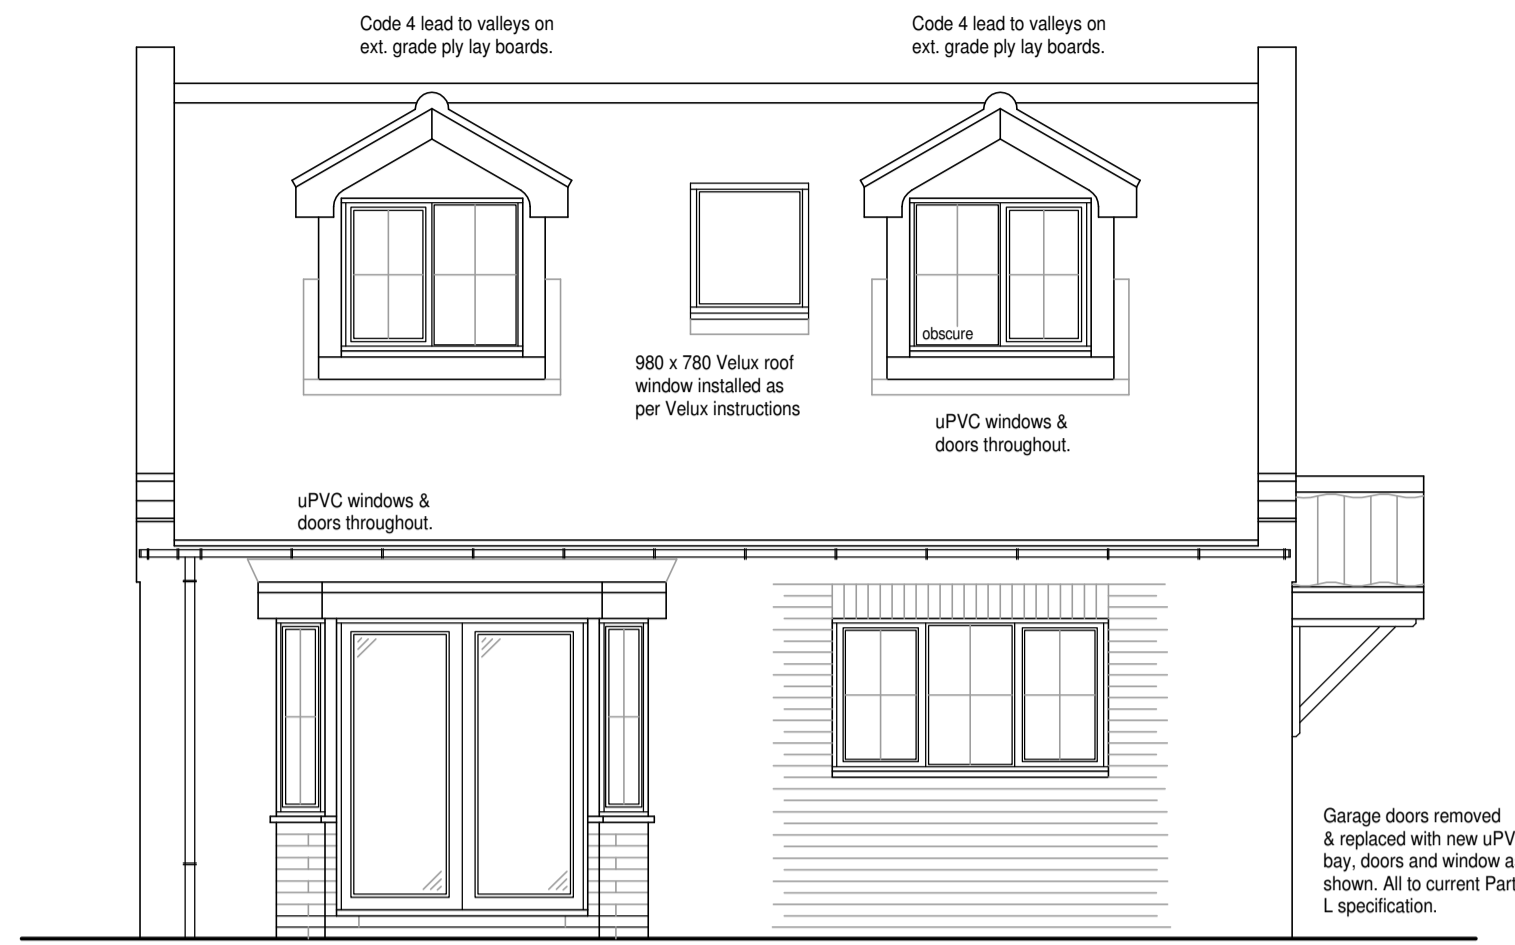 Code 4 lead to valleys on
ext. grade ply lay boards.
Code 4 lead to valleys on
ext. grade ply lay boards.
obscure
980 x 780 Velux roof
window installed as
per Velux instructions
uPVC windows &
doors throughout.
uPVC windows &
doors throughout.
Garage doors removed
& replaced with new uPV
bay, doors and window a
shown. All to current Part
L specification.